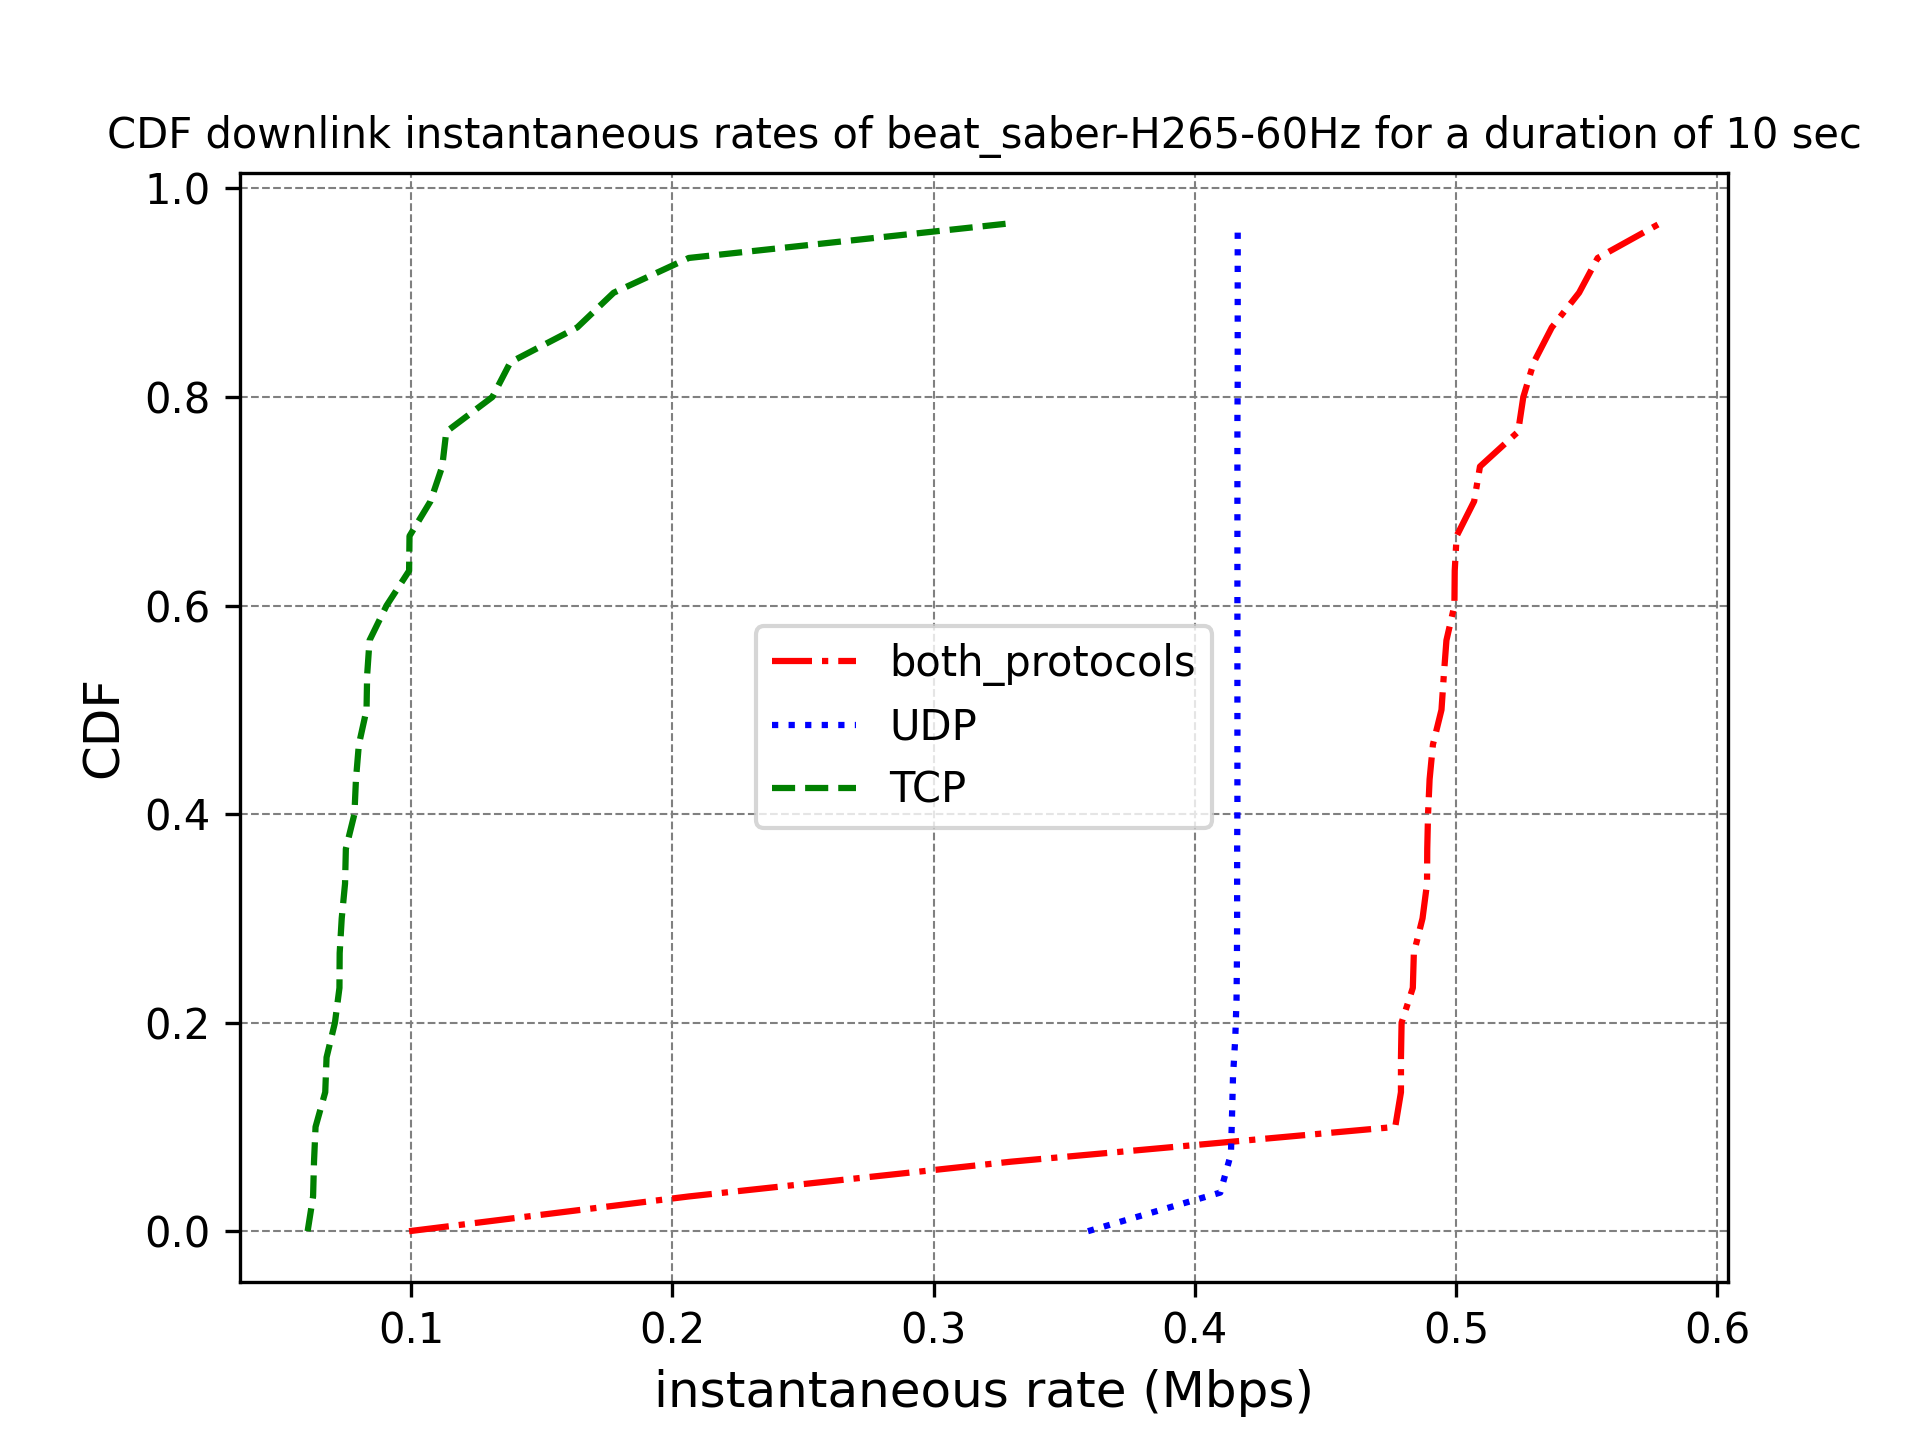 CDF downlink instantaneous rates of beat_saber-H265-60Hz for a duration of 10 sec
1.0
0.8
0.6
0.4
0.2
0.0
CDF
both_protocols
UDP
TCP
0.1 0.2 0.3 0.4 0.5 0.6
instantaneous rate (Mbps)